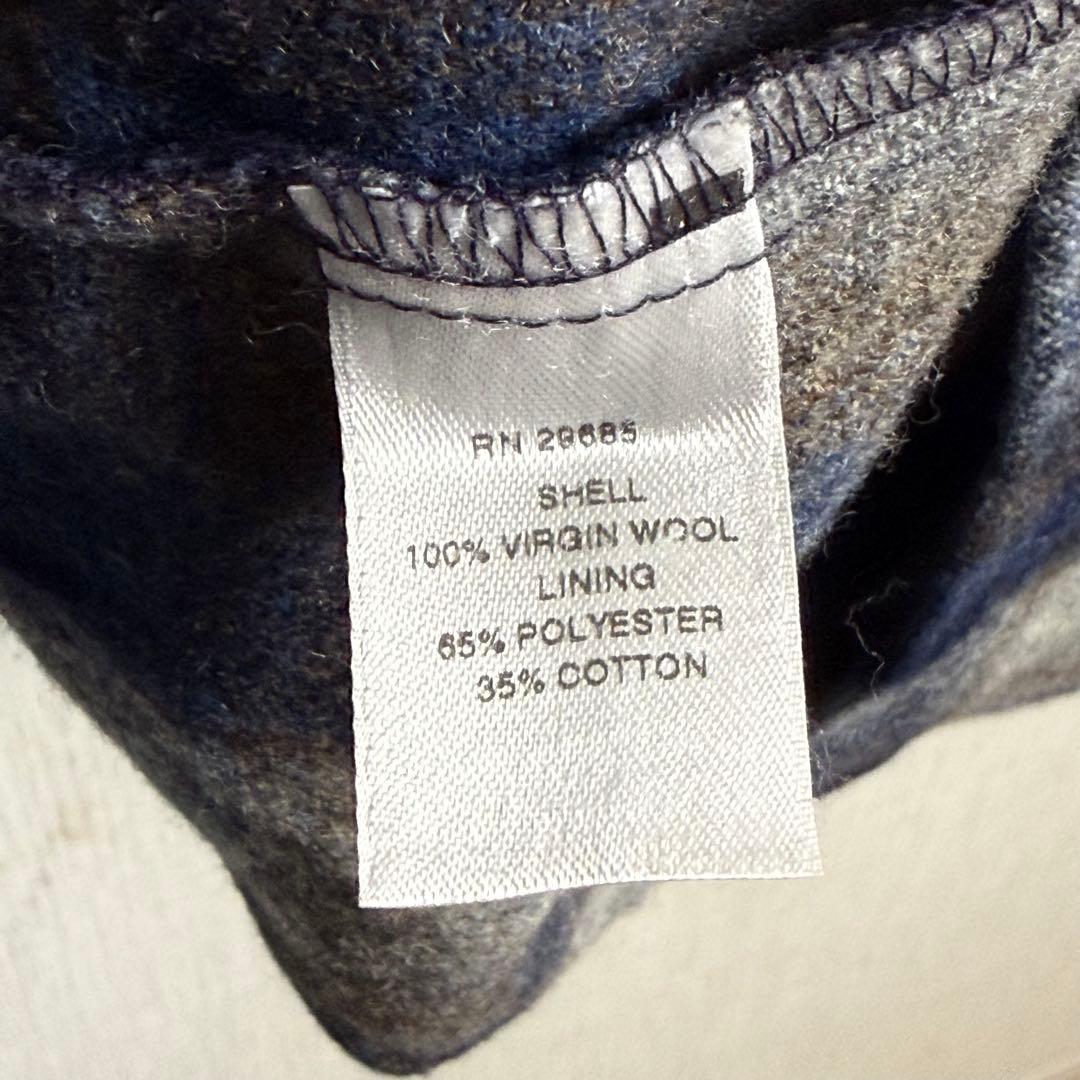 RN 29685
SHELL
100% VIRGIN WOOL
LINING
65% POLYESTER
35% COTTON